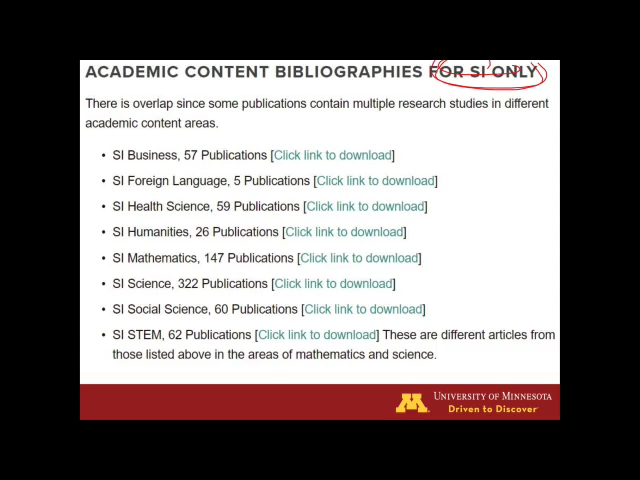 ACADEMIC CONTENT BIBLIOGRAPHIES FOR SI ONLY
There is overlap since some publications contain multiple research studies in different
academic content areas.
• SI Business, 57 Publications [Click link to download]
• SI Foreign Language, 5 Publications [Click link to download]
• SI Health Science, 59 Publications [Click link to download]
• SI Humanities, 26 Publications [Click link to download]
• SI Mathematics, 147 Publications [Click link to download]
• SI Science, 322 Publications [Click link to download]
• SI Social Science, 60 Publications [Click link to download]
• SI STEM, 62 Publications [Click link to download] These are different articles from
those listed above in the areas of mathematics and science.
M UNIVERSITY OF MINNESOTA
Driven to Discover